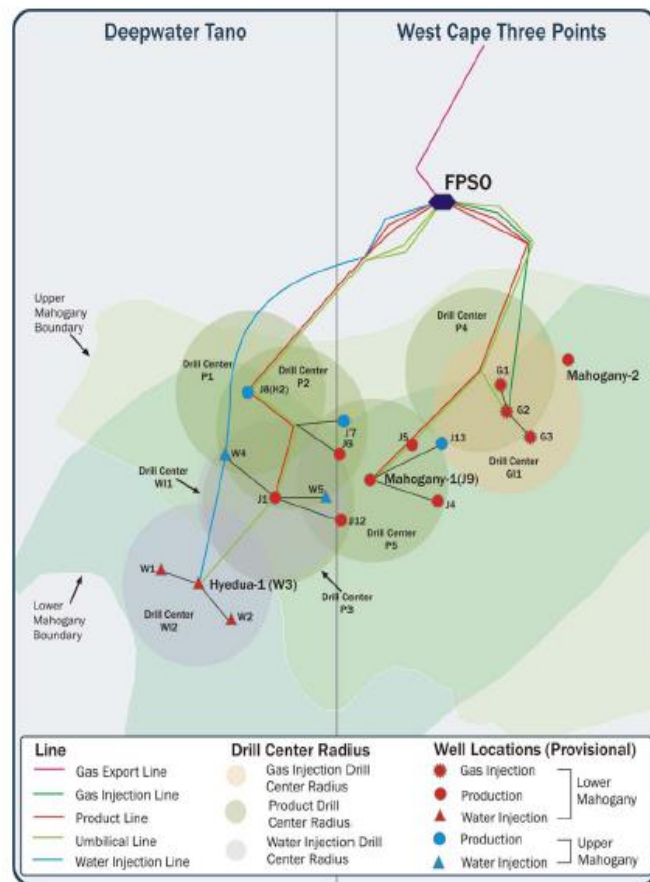 Deepwater Tano
West Cape Three Points
FPSO
Upper
Mahogany
Boundary
Drill Center
P4
Drill Center
P1
Drill Center
P2
G1
Mahogany-2
J8(H2)
G2
J7
J6
J5
J13
G3
W4
Drill Center
WI1
Drill Center
GI1
Mahogany-1(J9)
J1
W5
J4
J12
Drill Center
P5
W1
Hyedua-1 (W3)
Drill Center
P3
Lower
Mahogany
Boundary
Drill Center
WI2
W2
Line
Gas Export Line
Gas Injection Line
Product Line
Umbilical Line
Water Injection Line
Drill Center Radius
Gas Injection Drill
Center Radius
Product Drill
Center Radius
Water Injection Drill
Center Radius
Well Locations (Provisional)
Gas Injection
Production
Water Injection
Lower
Mahogany
Production
Water Injection
Upper
Mahogany